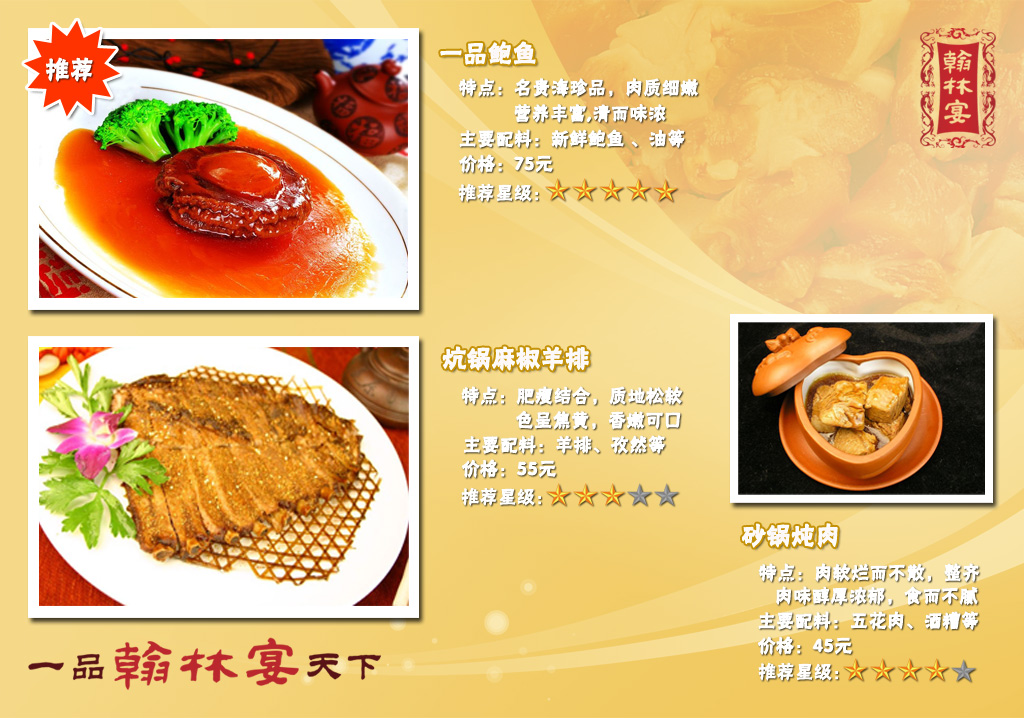 推荐
一品鲍鱼
特点：名贵海珍品，肉质细嫩
营养丰富,清而味浓
主要配料：新鲜鲍鱼 、油等
价格：75元
推荐星级:
翰林宴
炕锅麻椒羊排
特点：肥瘦结合，质地松软
色呈焦黄，香嫩可口
主要配料：羊排、孜然等
价格：55元
推荐星级:
砂锅炖肉
特点：肉软烂而不散，整齐
肉味醇厚浓郁，食而不腻
主要配料：五花肉、酒糟等
价格：45元
推荐星级:
一品翰林宴天下